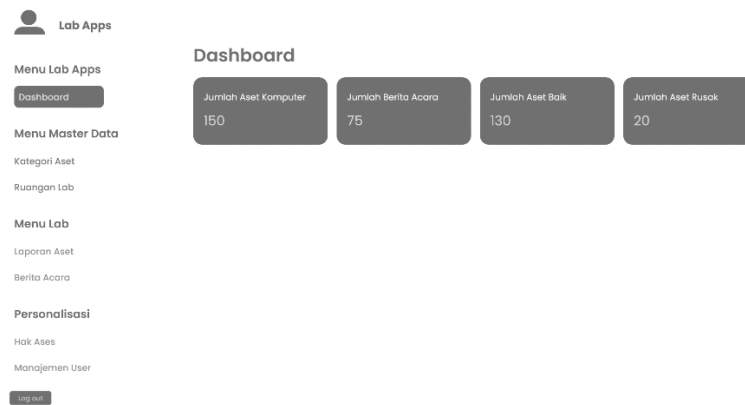 Lab Apps
Menu Lab Apps
Dashboard
Menu Master Data
Kategori Aset
Ruangan Lab
Menu Lab
Laporan Aset
Berita Acara
Personalisasi
Hak Ases
Manajemen User
Log out
Dashboard
Jumlah Aset Komputer
150
Jumlah Berita Acara
75
Jumlah Aset Baik
130
Jumlah Aset Rusak
20